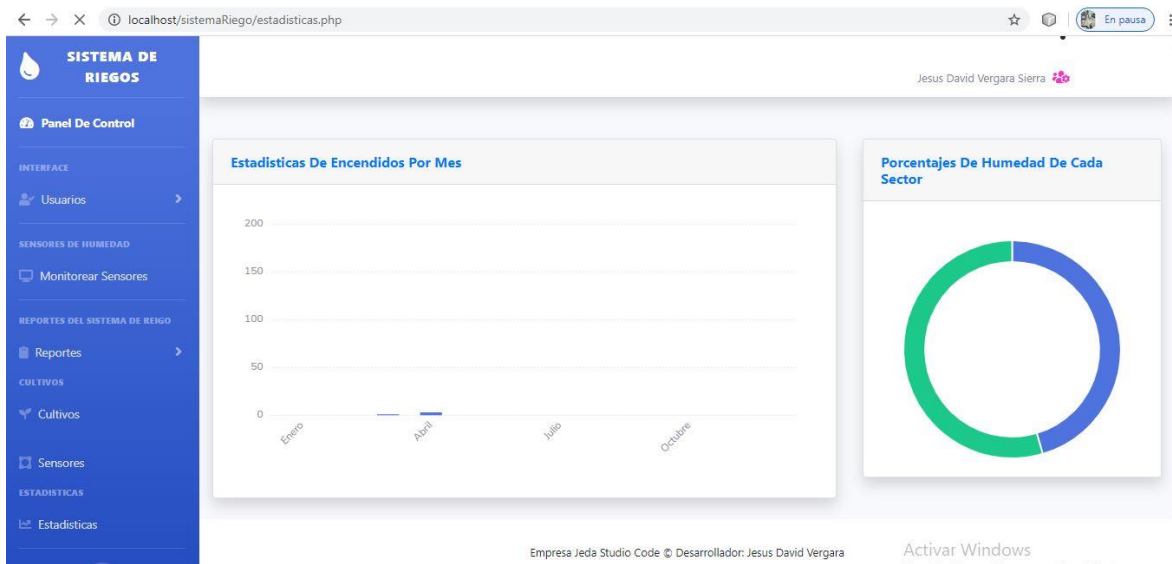 localhost/sistemaRiego/estadisticas.php
En pausa
SISTEMA DE
RIEGOS
Jesus David Vergara Sierra
Panel De Control
INTERFACE
Usuarios
SENSORES DE HUMEDAD
Monitorear Sensores
REPORTES DEL SISTEMA DE REIGO
Reportes
CULTIVOS
Cultivos
Sensores
ESTADISTICAS
Estadisticas
Estadisticas De Encendidos Por Mes
200
150
100
50
0
Enero
Abril
Julio
Octubre
Porcentajes De Humedad De Cada
Sector
Empresa Jeda Studio Code © Desarrollador: Jesus David Vergara
Activar Windows